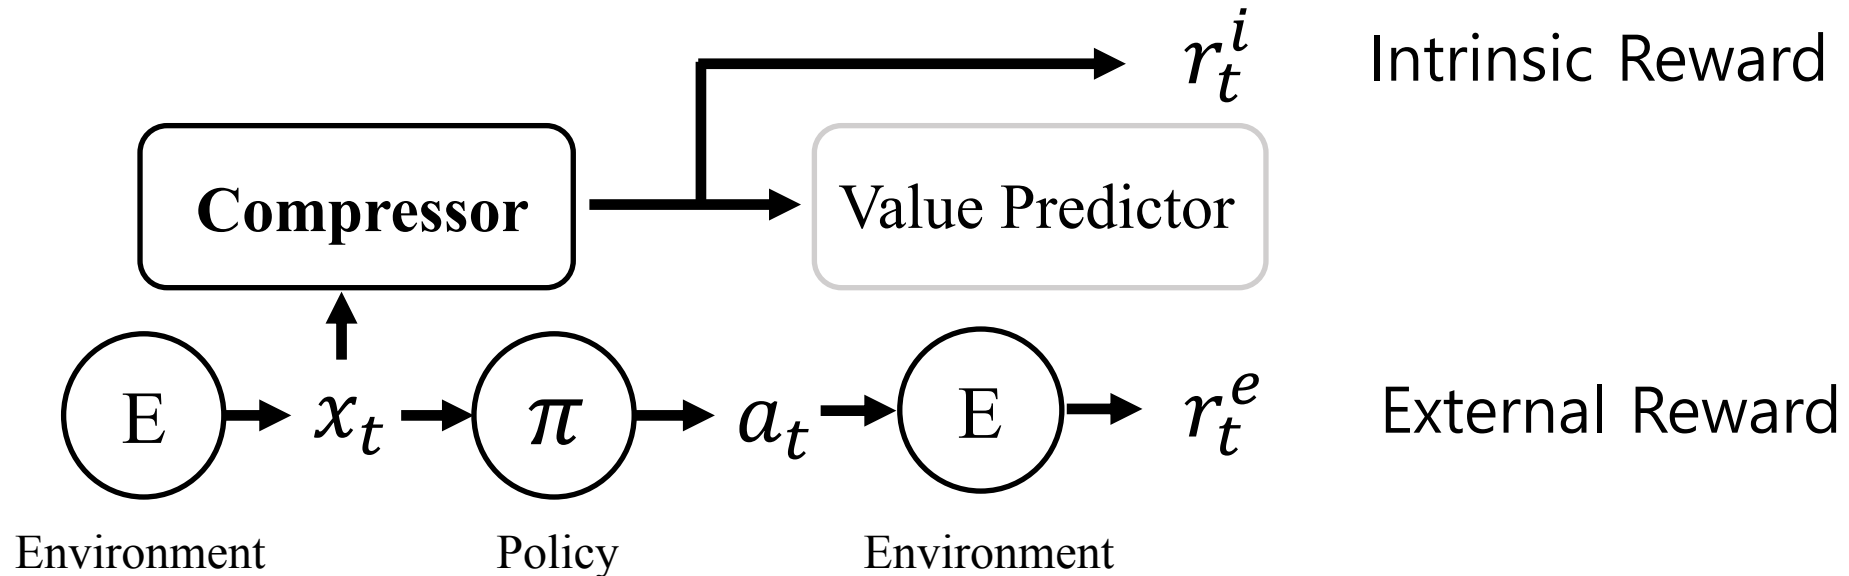 r_t^i Intrinsic Reward
Compressor
Value Predictor
E x_t π a_t E r_t^e External Reward
Environment Policy Environment